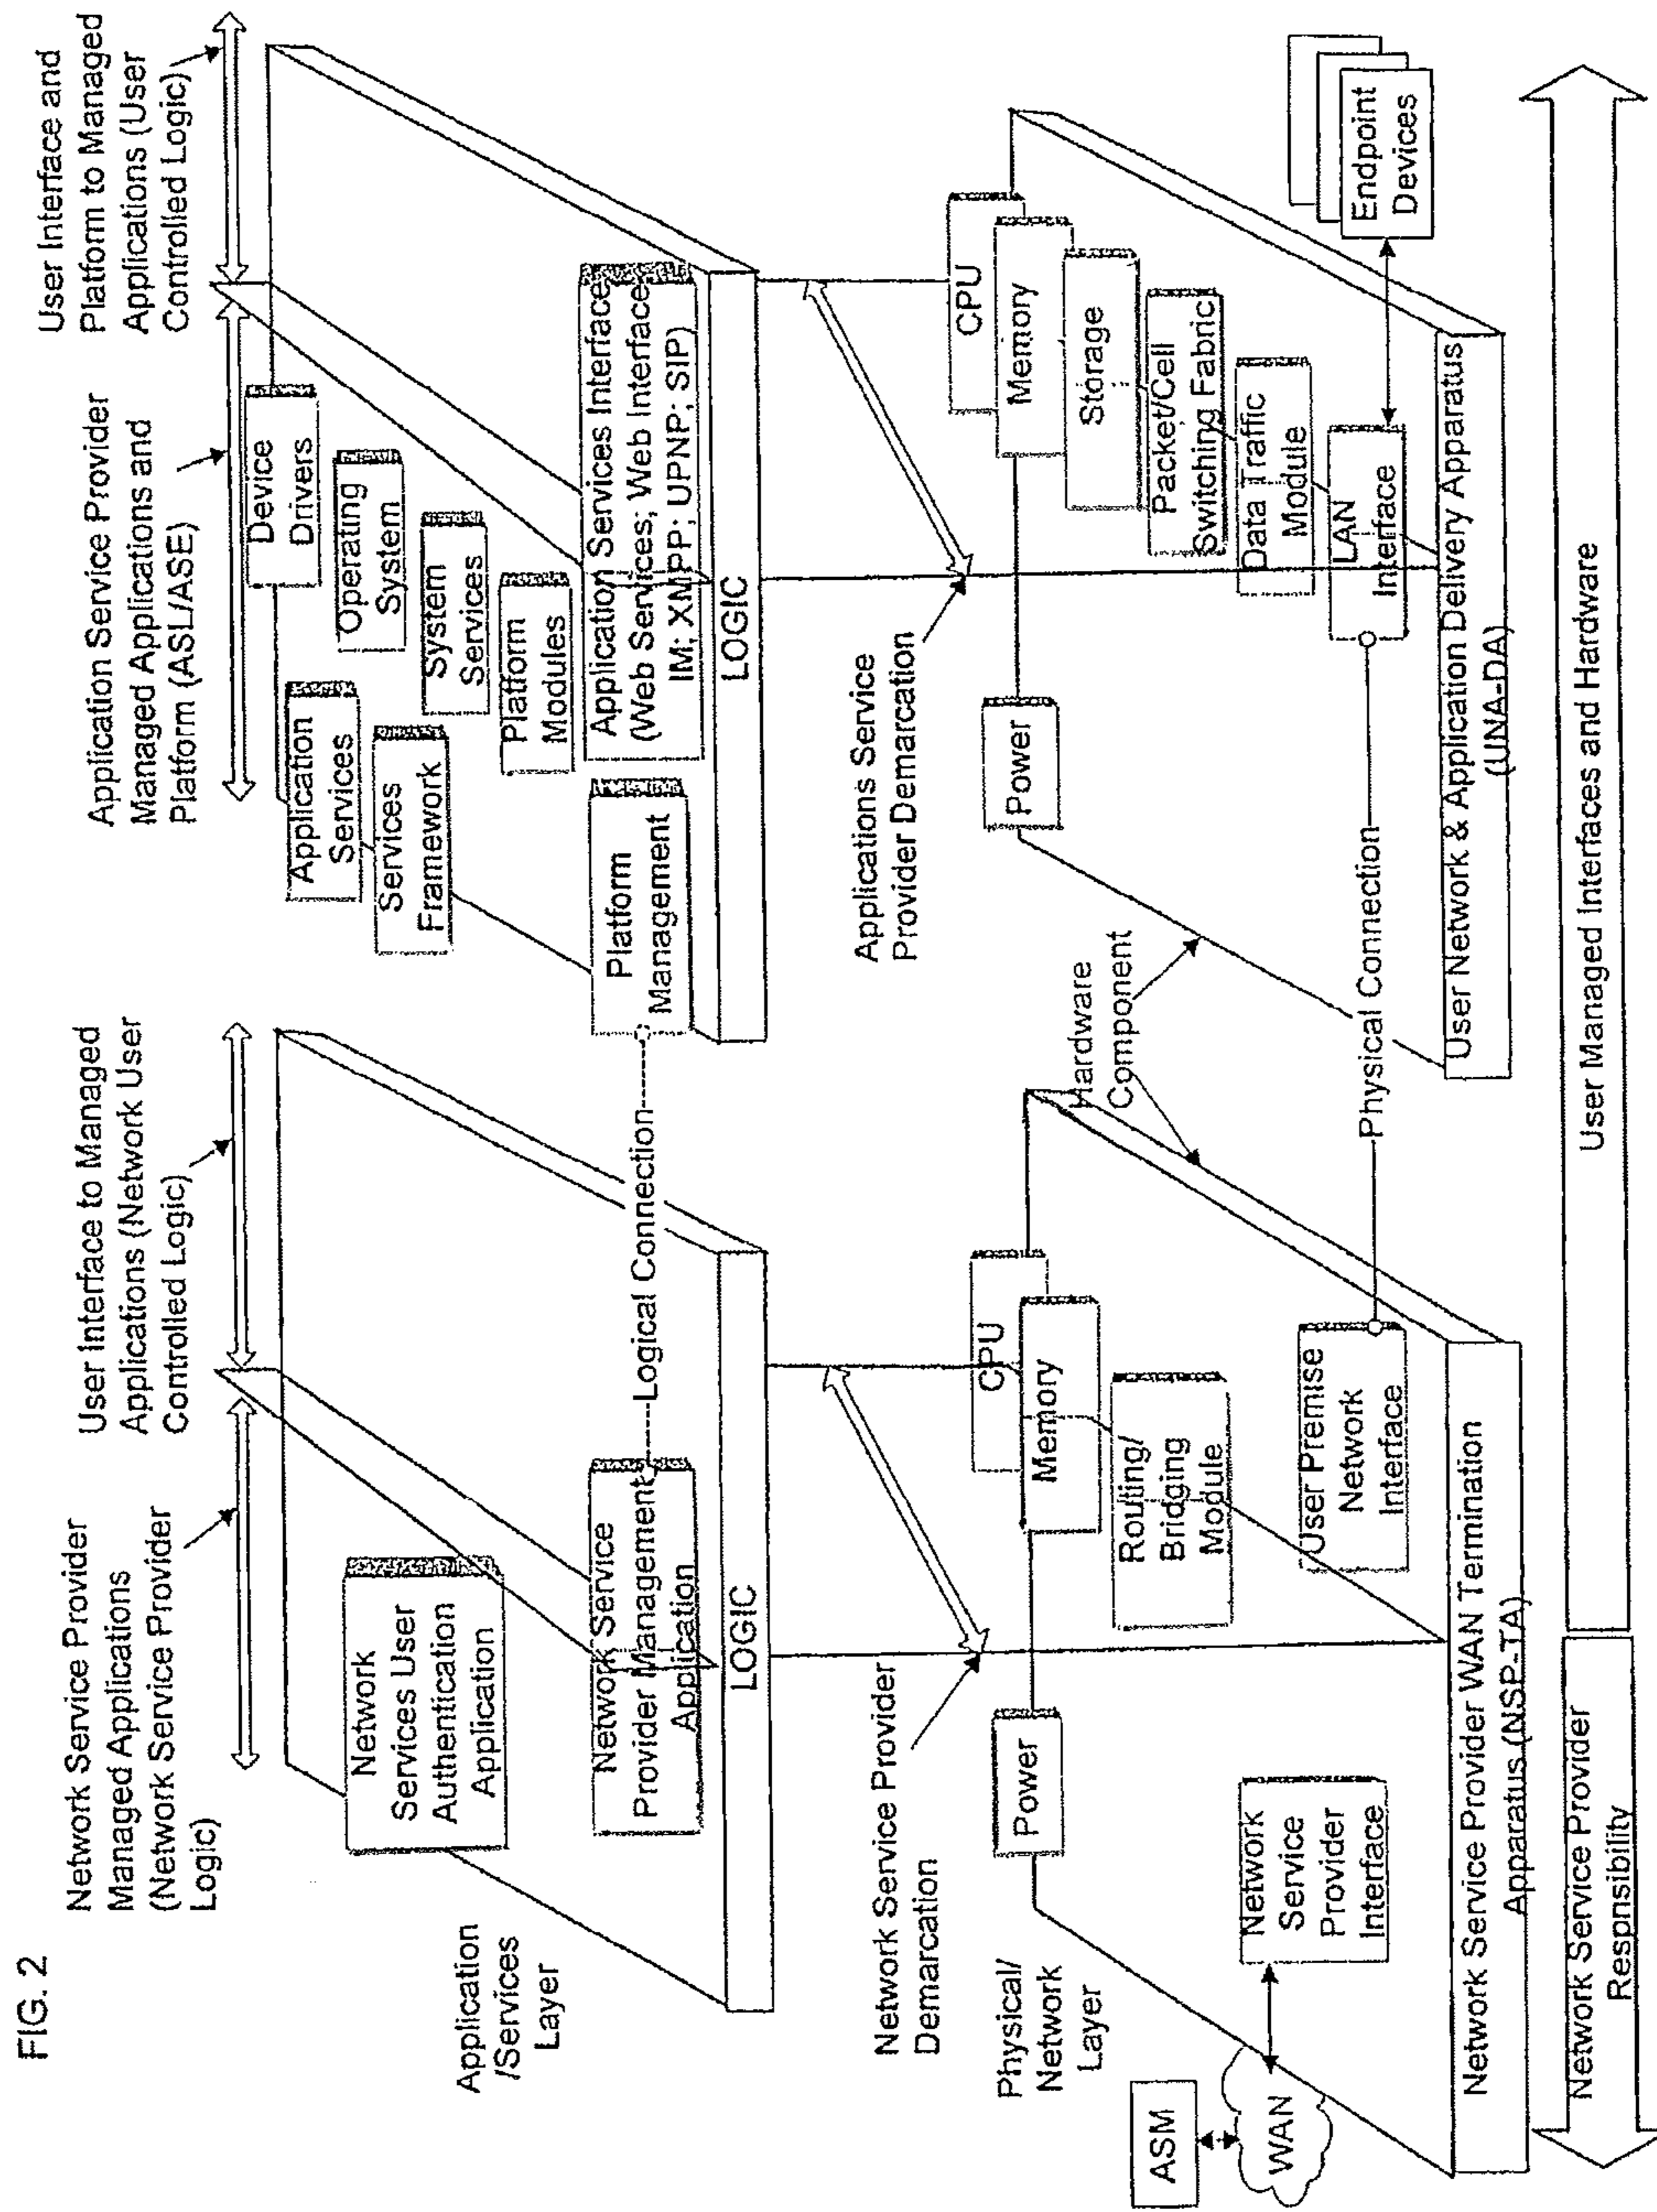 FIG. 2
Network Service Provider
Managed Applications
(Network Service Provider
Logic)
User Interface to Managed
Applications (Network User
Controlled Logic)
Application Service Provider
Managed Applications and
Platform (ASL/ASE)
User Interface and
Platform to Managed
Applications (User
Controlled Logic)
Application
/Services
Layer
Network
Services User
Authentication
Application
Network Service
Provider Management
Application
LOGIC
Logical Connection
Application
Services
Services
Framework
Device
Drivers
Operating
System
System
Services
Platform
Modules
Platform
Management
Application Services Interface
(Web Services; Web Interface
IM; XMPP; UPNP; SIP)
LOGIC
Network Service Provider
Demarcation
Applications Service
Provider Demarcation
Physical/
Network
Layer
ASM
WAN
Power
CPU
Memory
Routing/
Bridging
Module
Network
Service
Provider
Interface
User Premise
Network
Interface
Hardware
Component
Physical Connection
Power
CPU
Memory
Storage
Packet/Cell
Switching Fabric
Data Traffic
Module
LAN
Interface
Endpoint
Devices
Network Service Provider WAN Termination
Apparatus (NSP-TA)
User Network & Application Delivery Apparatus
(UNA-DA)
Network Service Provider
Respnsibility
User Managed Interfaces and Hardware